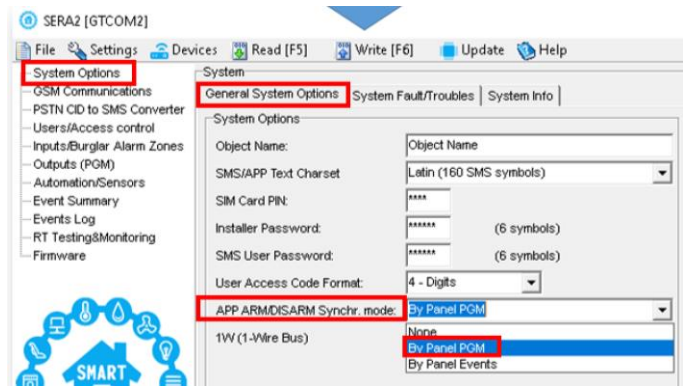 SERA2 [GTCOM2]
File Settings Devices Read [F5] Write [F6] Update Help
System Options
GSM Communications
PSTN CID to SMS Converter
Users/Access control
Inputs/Burglar Alarm Zones
Outputs (PGM)
Automation/Sensors
Event Summary
Events Log
RT Testing&Monitoring
Firmware
SMART
System
General System Options System Fault/Troubles System Info
System Options
Object Name: Object Name
SMS/APP Text Charset Latin (160 SMS symbols)
SIM Card PIN: ****
Installer Password: ****** (6 symbols)
SMS User Password: ****** (6 symbols)
User Access Code Format: 4 - Digits
APP ARM/DISARM Synchr. mode: By Panel PGM
1W (1-Wire Bus)
None
By Panel PGM
By Panel Events